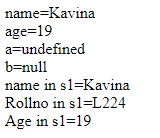 name=Kavina
age=19
a=undefined
b=null
name in s1=Kavina
Rollno in s1=L224
Age in s1=19